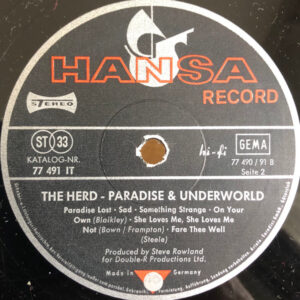 HANSA
RECORD
STEREO
ST 33
KATALOG-NR.
77 491 IT
hi-fi
GEMA
77 490 / 91 B
Seite 2
THE HERD - PARADISE & UNDERWORLD
Paradise Lost - Sad - Something Strange - On Your
Own (Blaikley) - She Loves Me, She Loves Me
Not (Bown / Frampton) - Fare Thee Well
(Steele)
Produced by Steve Rowland
for Double-R Productions Ltd.
Made in Germany